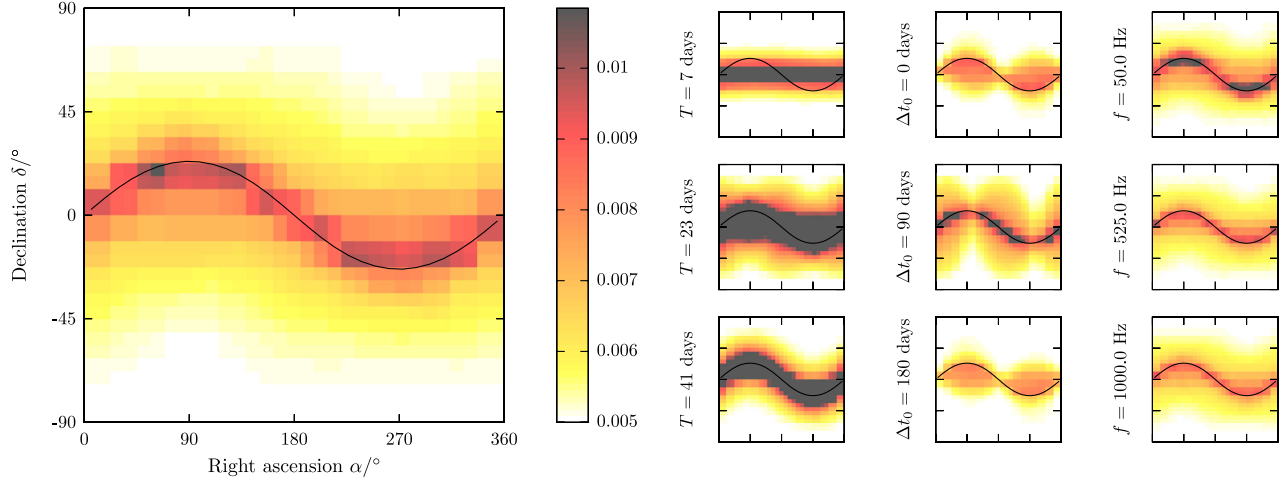 90
45
0
-45
-90
Declination δ/°
0
90
180
270
360
Right ascension α/°
0.01
0.009
0.008
0.007
0.006
0.005
T = 7 days
Δt₀ = 0 days
f = 50.0 Hz
T = 23 days
Δt₀ = 90 days
f = 525.0 Hz
T = 41 days
Δt₀ = 180 days
f = 1000.0 Hz